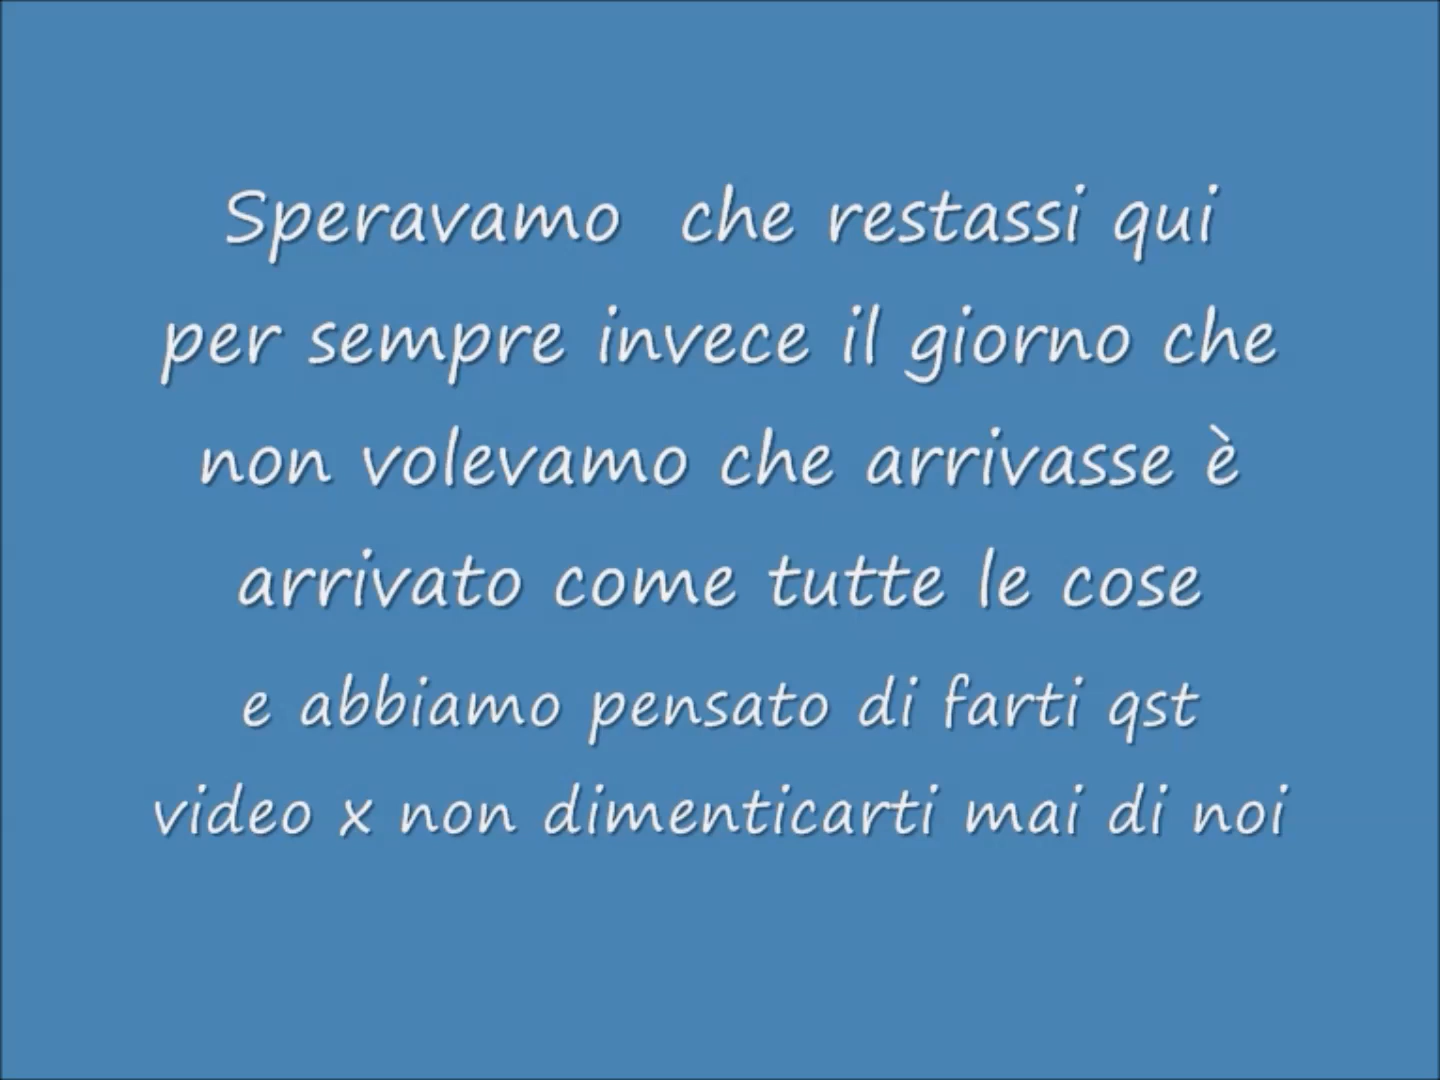 Speravamo  che restassi qui
per sempre invece il giorno che
non volevamo che arrivasse è
arrivato come tutte le cose
e abbiamo pensato di farti qst
video x non dimenticarti mai di noi